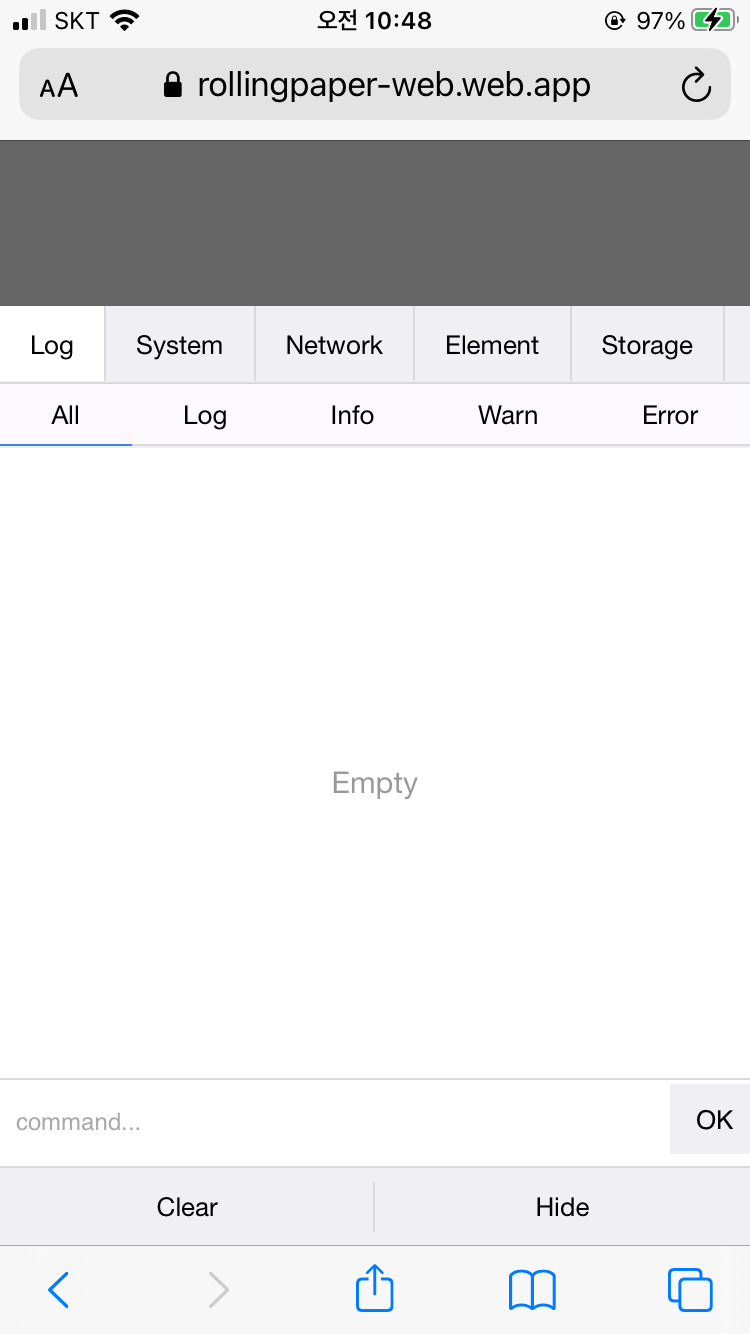 SKT 오전 10:48 97%
AA rollingpaper-web.web.app
Log System Network Element Storage
All Log Info Warn Error
Empty
command... OK
Clear Hide